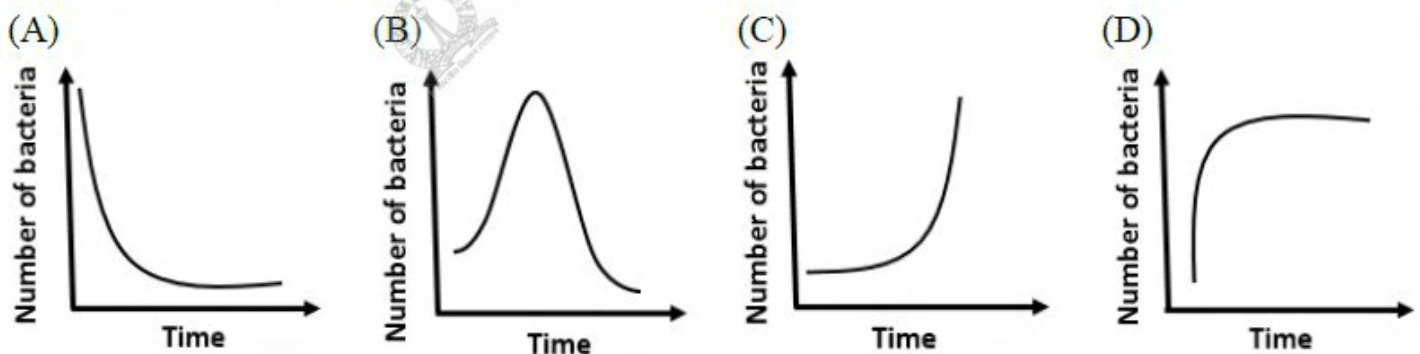 (A)
(B)
(C)
(D)
Number of bacteria
Time
Number of bacteria
Time
Number of bacteria
Time
Number of bacteria
Time